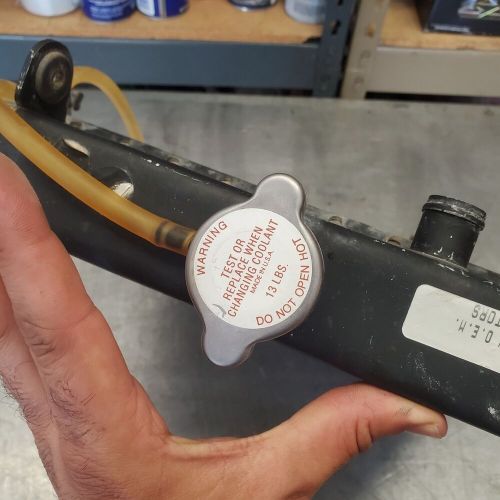 WARNING
TEST OR
REPLACE WHEN
CHANGING COOLANT
MADE IN U.S.A.
13 LBS.
DO NOT OPEN HOT
O.E.M.